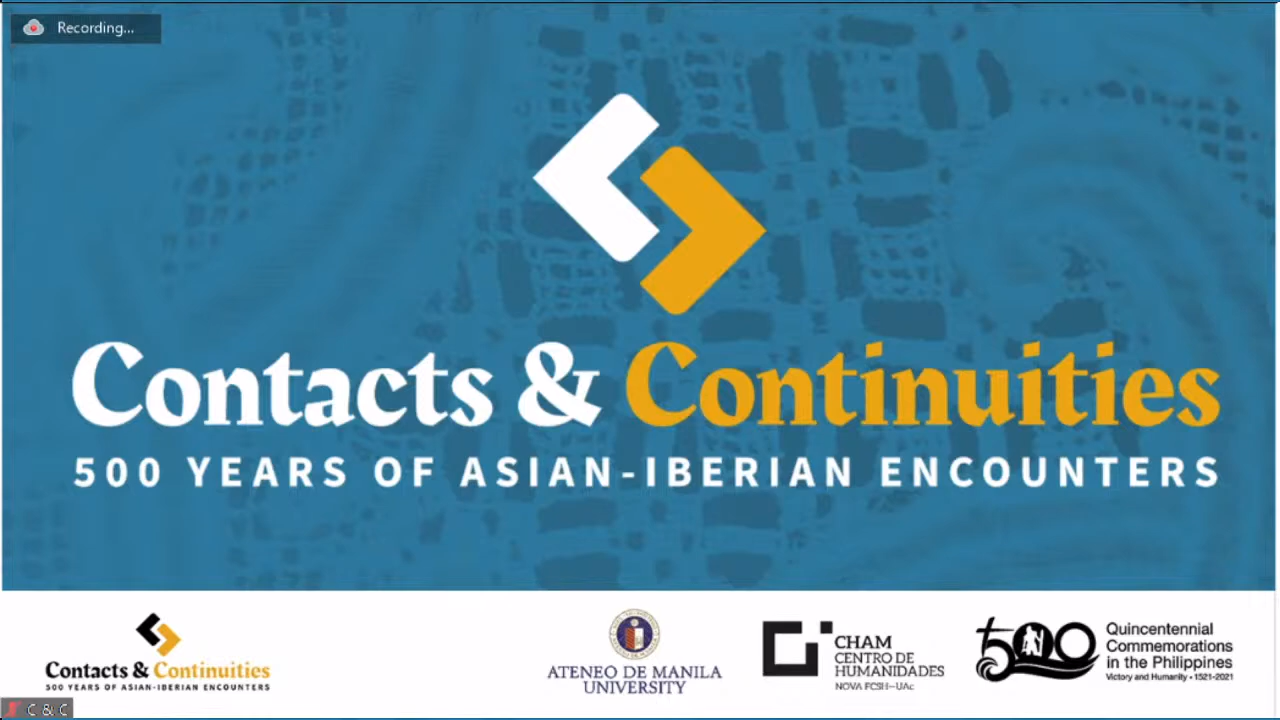 Recording...
Contacts & Continuities
500 YEARS OF ASIAN-IBERIAN ENCOUNTERS
Contacts & Continuities
500 YEARS OF ASIAN-IBERIAN ENCOUNTERS
ATENEO DE MANILA
UNIVERSITY
CHAM
CENTRO DE
HUMANIDADES
NOVA FCSH—UAc
500
Quincentennial
Commemorations
in the Philippines
Victory and Humanity • 1521-2021
C & C